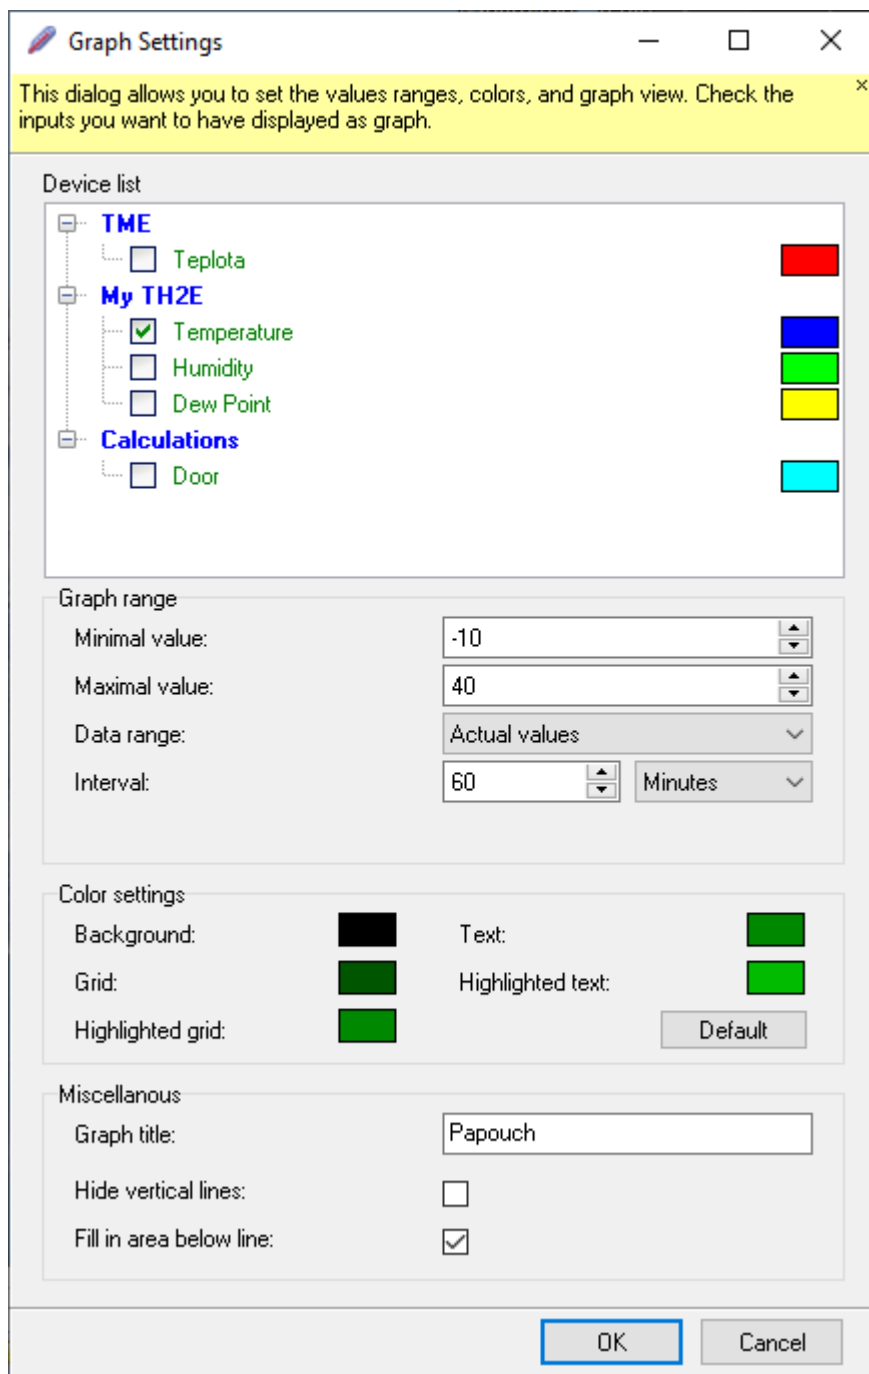 Graph Settings
This dialog allows you to set the values ranges, colors, and graph view. Check the
inputs you want to have displayed as graph.
Device list
TME
Teplota
My TH2E
Temperature
Humidity
Dew Point
Calculations
Door
Graph range
Minimal value: -10
Maximal value: 40
Data range: Actual values
Interval: 60 Minutes
Color settings
Background: Text:
Grid: Highlighted text:
Highlighted grid: Default
Miscellanous
Graph title: Papouch
Hide vertical lines:
Fill in area below line:
OK Cancel